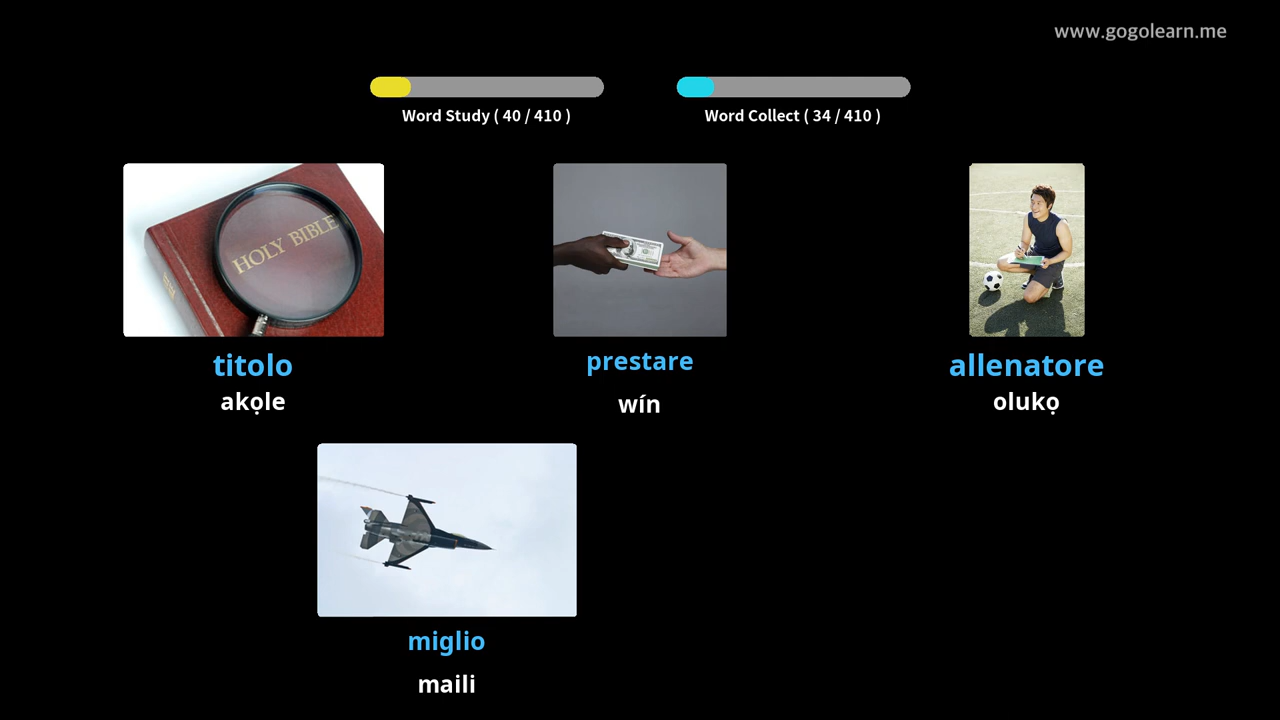 www.gogolearn.me
Word Study ( 40 / 410 )
Word Collect ( 34 / 410 )
HOLY BIBLE
titolo
akọle
prestare
wín
allenatore
olukọ
miglio
maili